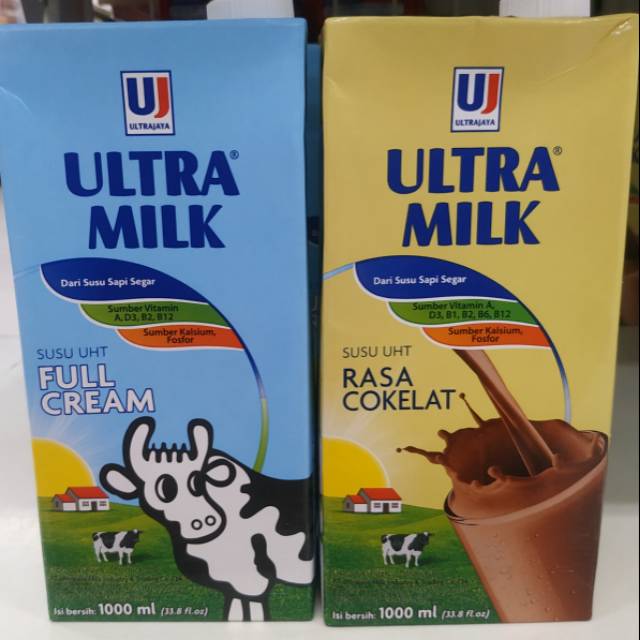 UJ
ULTRAJAYA
ULTRA®
MILK
Dari Susu Sapi Segar
Sumber Vitamin
A, D3, B2, B12
Sumber Kalsium,
Fosfor
SUSU UHT
FULL
CREAM
Isi bersih: 1000 ml (33.8 fl.oz)
UJ
ULTRAJAYA
ULTRA®
MILK
Dari Susu Sapi Segar
Sumber Vitamin A,
D3, B1, B2, B6, B12
Sumber Kalsium,
Fosfor
SUSU UHT
RASA
COKELAT
Isi bersih: 1000 ml (33.8 fl.oz)